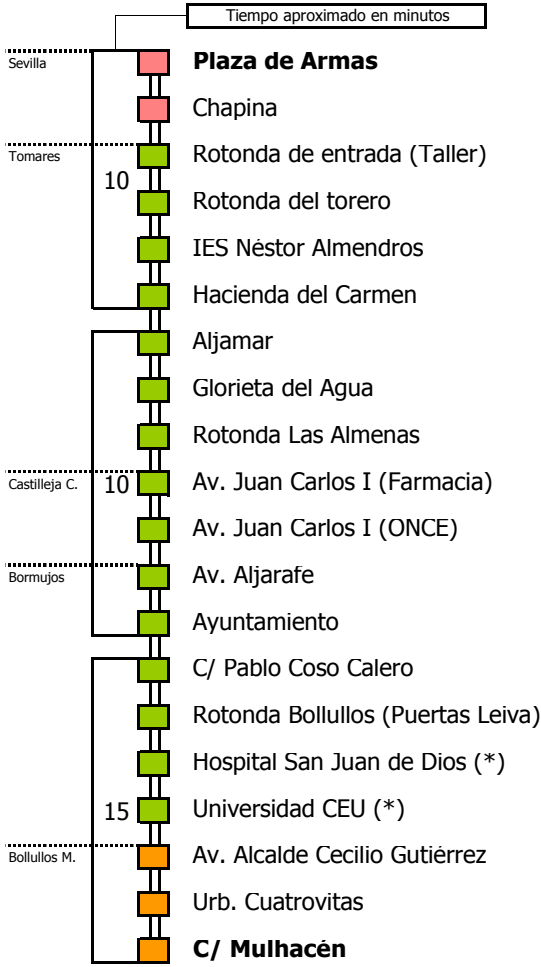 Tiempo aproximado en minutos
Sevilla
Plaza de Armas
Chapina
Tomares
Rotonda de entrada (Taller)
10
Rotonda del torero
IES Néstor Almendros
Hacienda del Carmen
Aljamar
Glorieta del Agua
Rotonda Las Almenas
Castilleja C.
10
Av. Juan Carlos I (Farmacia)
Av. Juan Carlos I (ONCE)
Bormujos
Av. Aljarafe
Ayuntamiento
C/ Pablo Coso Calero
Rotonda Bollullos (Puertas Leiva)
Hospital San Juan de Dios (*)
15
Universidad CEU (*)
Bollullos M.
Av. Alcalde Cecilio Gutiérrez
Urb. Cuatrovitas
C/ Mulhacén